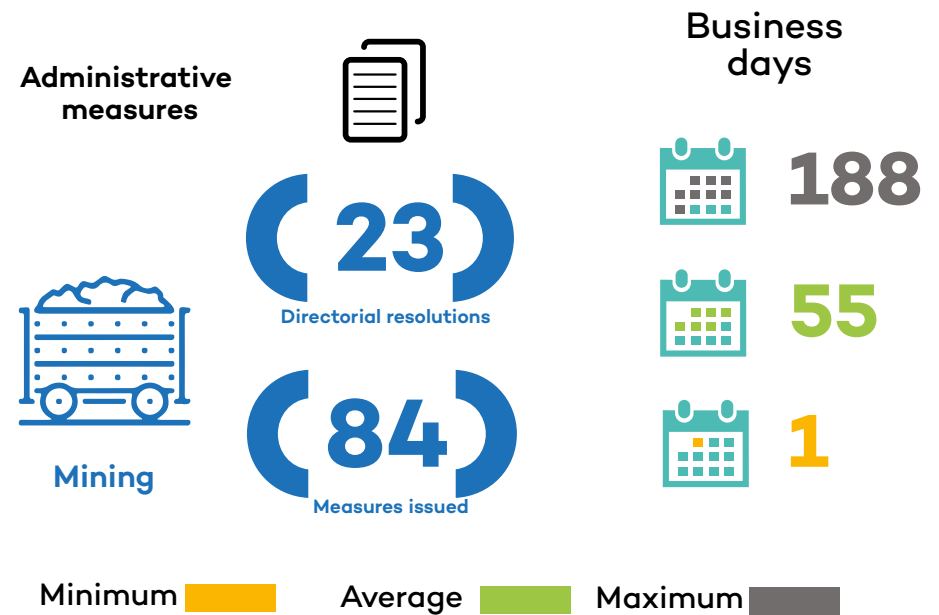 Administrative
measures
23
Directorial resolutions
84
Measures issued
Mining
Business
days
188
55
1
Minimum
Average
Maximum